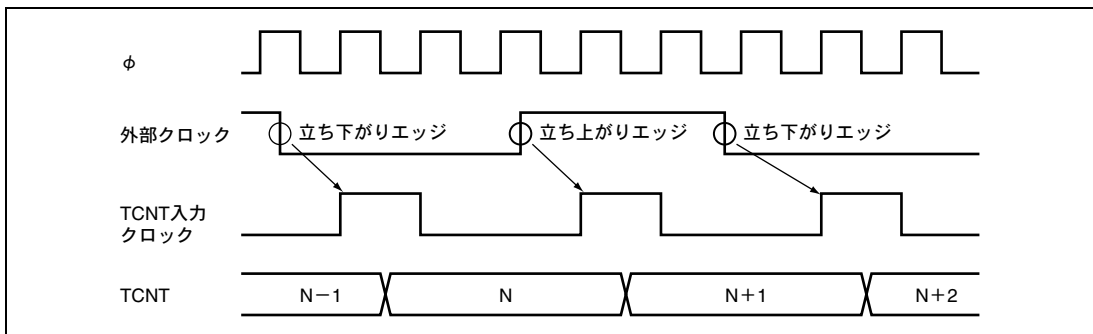 φ
外部クロック
立ち下がりエッジ
立ち上がりエッジ
立ち下がりエッジ
TCNT入力
クロック
TCNT
N−1
N
N+1
N+2